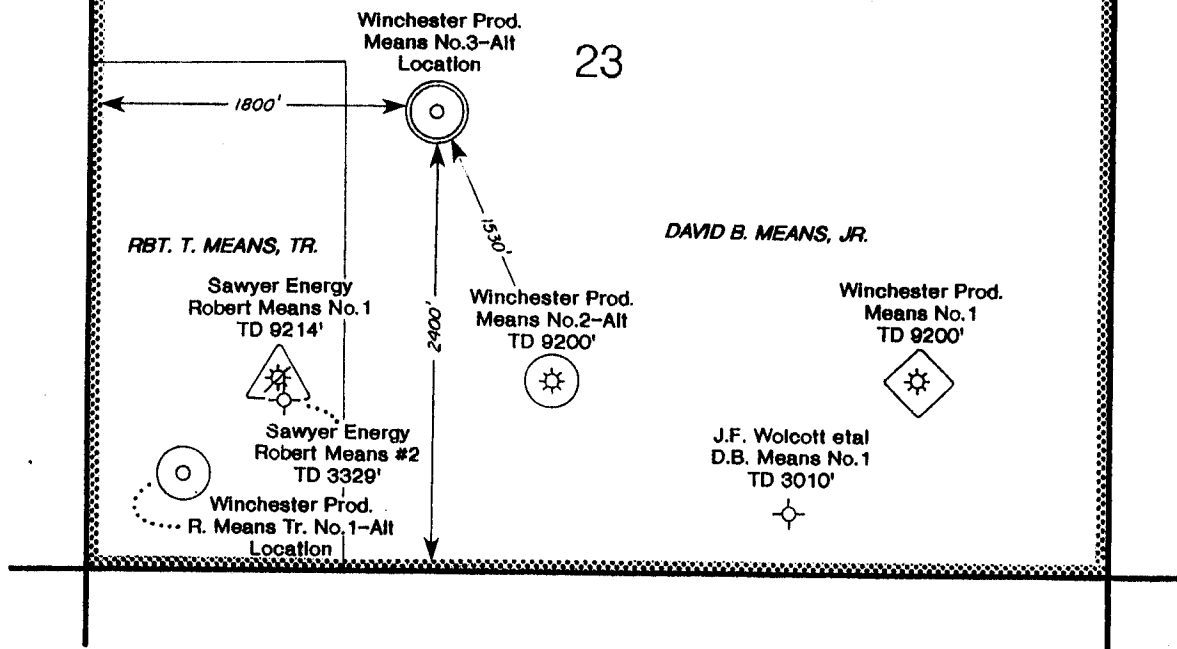 Winchester Prod.
Means No.3-Alt
Location
23
1800'
1530'
2400'
RBT. T. MEANS, TR.
DAVID B. MEANS, JR.
Sawyer Energy
Robert Means No.1
TD 9214'
Winchester Prod.
Means No.2-Alt
TD 9200'
Winchester Prod.
Means No.1
TD 9200'
Sawyer Energy
Robert Means #2
TD 3329'
J.F. Wolcott etal
D.B. Means No.1
TD 3010'
Winchester Prod.
R. Means Tr. No.1-Alt
Location